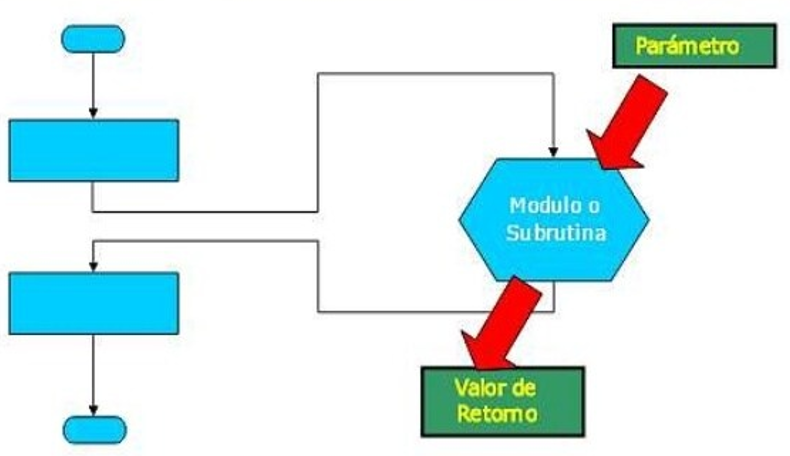 Parámetro
Modulo o
Subrutina
Valor de
Retorno